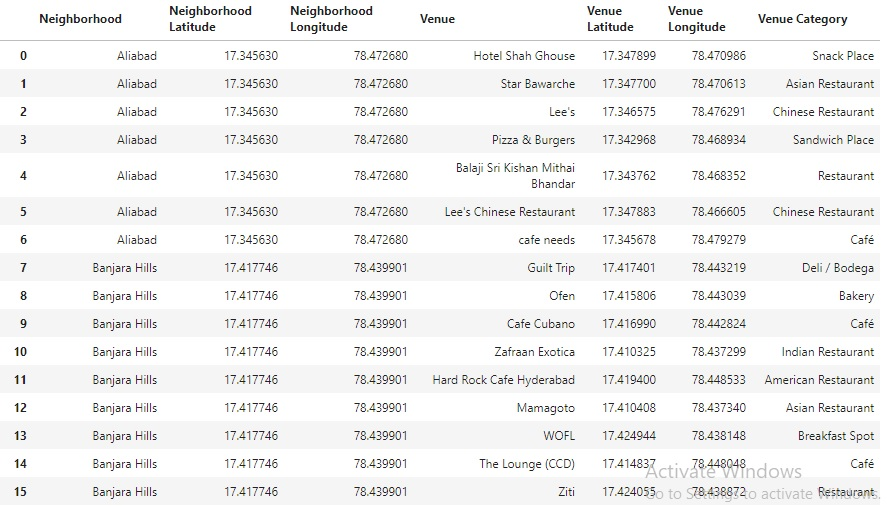 Neighborhood Neighborhood Latitude Neighborhood Longitude Venue Venue Latitude Venue Longitude Venue Category
0 Aliabad 17.345630 78.472680 Hotel Shah Ghouse 17.347899 78.470986 Snack Place
1 Aliabad 17.345630 78.472680 Star Bawarche 17.347700 78.470613 Asian Restaurant
2 Aliabad 17.345630 78.472680 Lee's 17.346575 78.476291 Chinese Restaurant
3 Aliabad 17.345630 78.472680 Pizza & Burgers 17.342968 78.468934 Sandwich Place
4 Aliabad 17.345630 78.472680 Balaji Sri Kishan Mithai Bhandar 17.343762 78.468352 Restaurant
5 Aliabad 17.345630 78.472680 Lee's Chinese Restaurant 17.347883 78.466605 Chinese Restaurant
6 Aliabad 17.345630 78.472680 cafe needs 17.345678 78.479279 Café
7 Banjara Hills 17.417746 78.439901 Guilt Trip 17.417401 78.443219 Deli / Bodega
8 Banjara Hills 17.417746 78.439901 Ofen 17.415806 78.443039 Bakery
9 Banjara Hills 17.417746 78.439901 Cafe Cubano 17.416990 78.442824 Café
10 Banjara Hills 17.417746 78.439901 Zafraan Exotica 17.410325 78.437299 Indian Restaurant
11 Banjara Hills 17.417746 78.439901 Hard Rock Cafe Hyderabad 17.419400 78.448533 American Restaurant
12 Banjara Hills 17.417746 78.439901 Mamagoto 17.410408 78.437340 Asian Restaurant
13 Banjara Hills 17.417746 78.439901 WOFL 17.424944 78.438148 Breakfast Spot
14 Banjara Hills 17.417746 78.439901 The Lounge (CCD) 17.414837 78.448048 Café
Activate Windows
15 Banjara Hills 17.417746 78.439901 Ziti 17.424055 78.438872 Restaurant
Go to Settings to activate Windows.